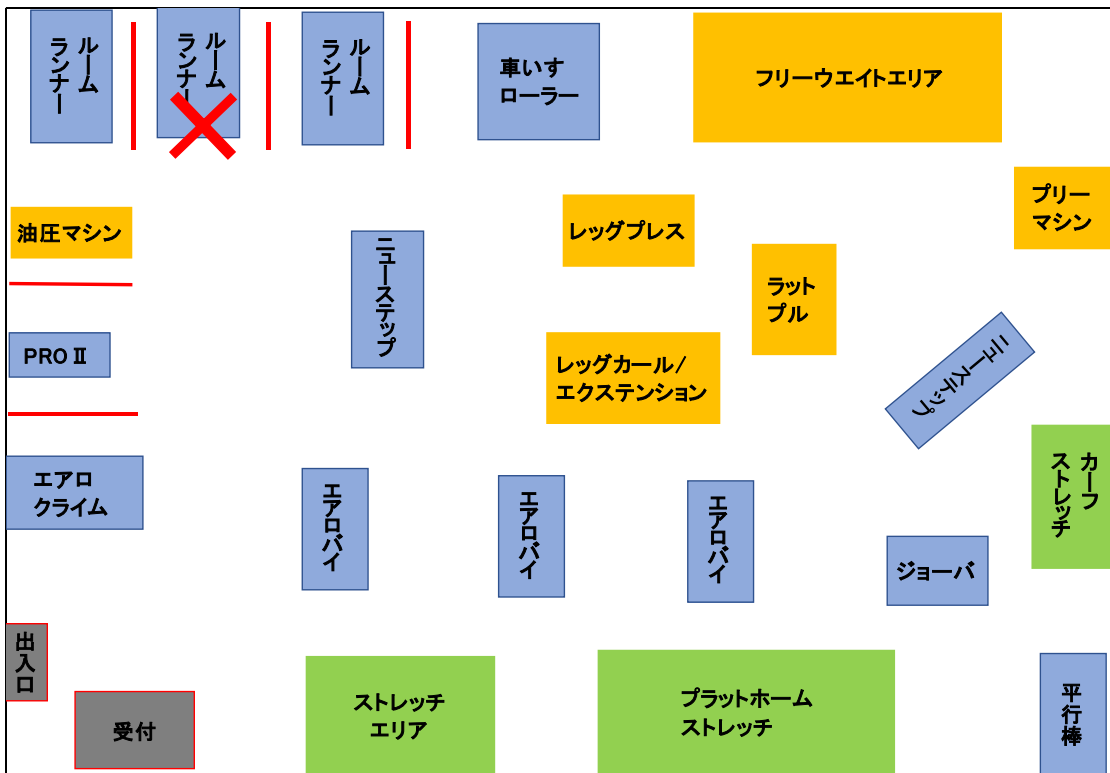 ルーム
ランナー
ルーム
ランナー
ルーム
ランナー
車いす
ローラー
フリーウエイトエリア
油圧マシン
ニューステップ
レッグプレス
ラット
プル
プリー
マシン
PROⅡ
レッグカール/
エクステンション
ニューステップ
エアロ
クライム
エアロバイ
エアロバイ
エアロバイ
ジョーバ
カーフ
ストレッチ
出入口
受付
ストレッチ
エリア
プラットホーム
ストレッチ
平行棒